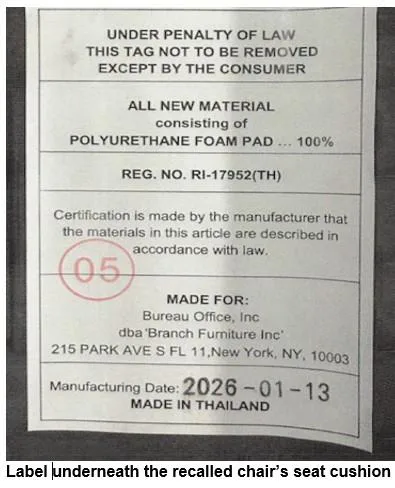 UNDER PENALTY OF LAW
THIS TAG NOT TO BE REMOVED
EXCEPT BY THE CONSUMER
ALL NEW MATERIAL
consisting of
POLYURETHANE FOAM PAD ... 100%
REG. NO. RI-17952(TH)
Certification is made by the manufacturer that
the materials in this article are described in
accordance with law.
05
MADE FOR:
Bureau Office, Inc
dba 'Branch Furniture Inc'
215 PARK AVE S FL 11,New York, NY, 10003
Manufacturing Date: 2026-01-13
MADE IN THAILAND
Label underneath the recalled chair's seat cushion